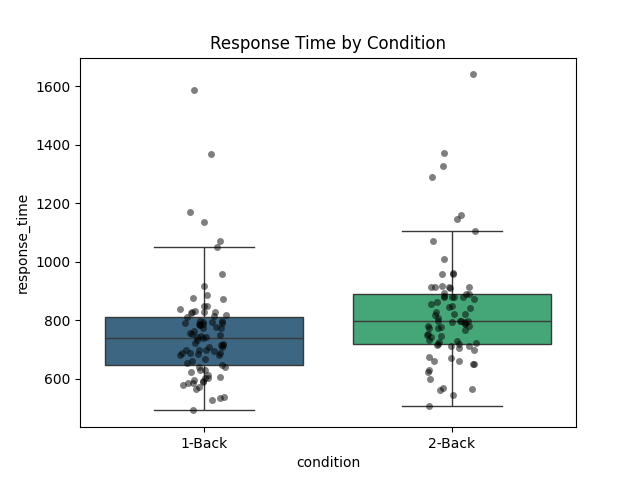 Response Time by Condition
1600
1400
1200
1000
800
600
response_time
1-Back
2-Back
condition